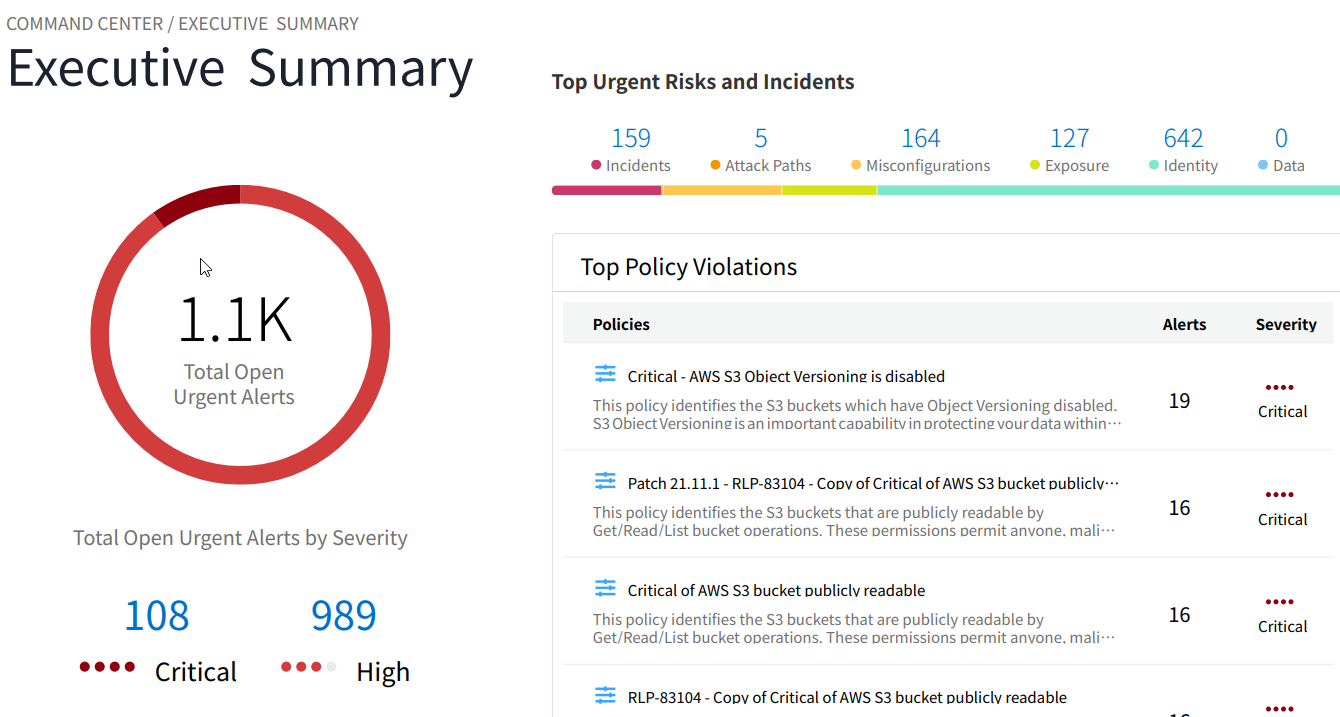 COMMAND CENTER / EXECUTIVE SUMMARY
Executive Summary
1.1K
Total Open
Urgent Alerts
Total Open Urgent Alerts by Severity
108
Critical
989
High
Top Urgent Risks and Incidents
159
Incidents
5
Attack Paths
164
Misconfigurations
127
Exposure
642
Identity
0
Data
Top Policy Violations
Policies Alerts Severity
Critical - AWS S3 Object Versioning is disabled
This policy identifies the S3 buckets which have Object Versioning disabled.
S3 Object Versioning is an important capability in protecting your data within…
19
Critical
Patch 21.11.1 - RLP-83104 - Copy of Critical of AWS S3 bucket publicly…
This policy identifies the S3 buckets that are publicly readable by
Get/Read/List bucket operations. These permissions permit anyone, mali…
16
Critical
Critical of AWS S3 bucket publicly readable
This policy identifies the S3 buckets that are publicly readable by
Get/Read/List bucket operations. These permissions permit anyone, mali…
16
Critical
RLP-83104 - Copy of Critical of AWS S3 bucket publicly readable